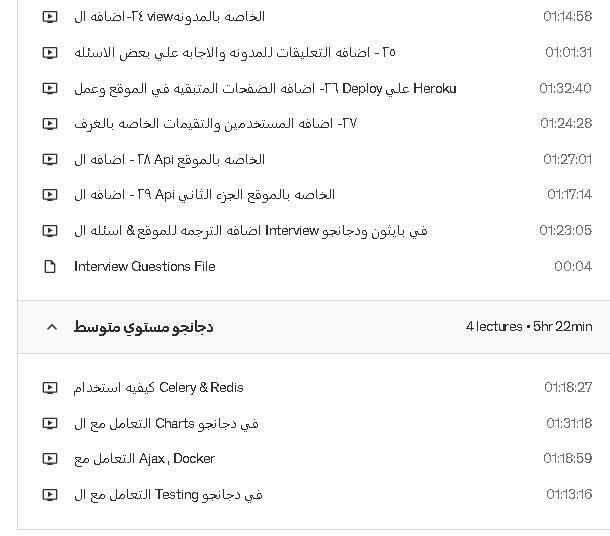 ٢٤-اضافه ال viewالخاصه بالمدونه 01:14:58
٢٥ - اضافه التعليقات للمدونه والاجابه علي بعض الاسئله 01:01:31
٢٦- اضافه الصفحات المتبقيه في الموقع وعمل Deploy علي Heroku 01:32:40
٢٧- اضافه المستخدمين والتقيمات الخاصه بالغرف 01:24:28
٢٨ - اضافه ال Api الخاصه بالموقع 01:27:01
٢٩ - اضافه ال Api الخاصه بالموقع الجزء الثاني 01:17:14
اضافه الترجمه للموقع & اسئله ال Interview في بايثون ودجانجو 01:23:05
Interview Questions File 00:04
دجانجو مستوي متوسط 4 lectures • 5hr 22min
كيفيه استخدام Celery & Redis 01:18:27
التعامل مع ال Charts في دجانجو 01:31:18
التعامل مع Ajax , Docker 01:18:59
التعامل مع ال Testing في دجانجو 01:13:16